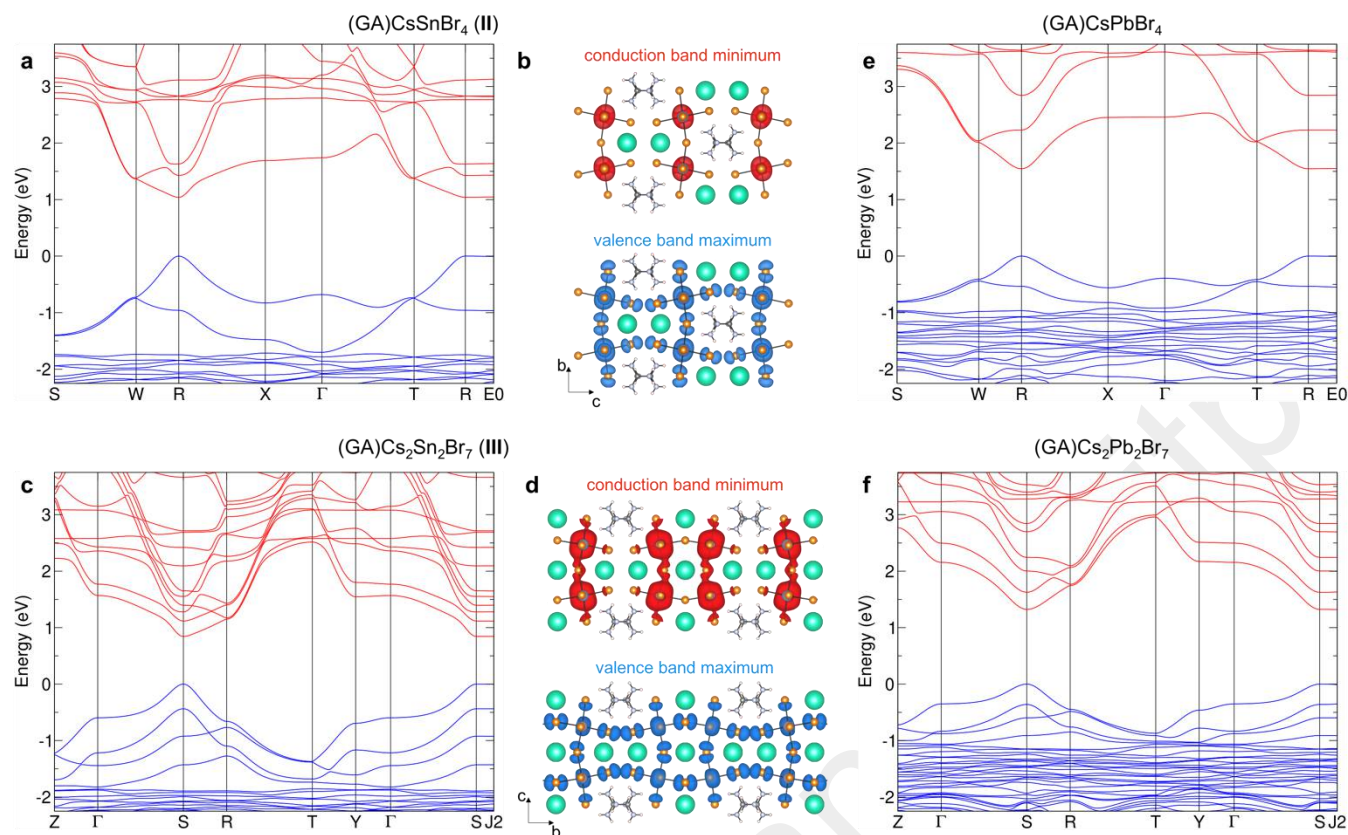 (GA)CsSnBr₄ (II)
a
Energy (eV)
3
2
1
0
-1
-2
S W R X Γ T R E0
b
conduction band minimum
valence band maximum
b
c
(GA)CsPbBr₄
e
Energy (eV)
3
2
1
0
-1
-2
S W R X Γ T R E0
(GA)Cs₂Sn₂Br₇ (III)
c
Energy (eV)
3
2
1
0
-1
-2
Z Γ S R T Y Γ SJ2
d
conduction band minimum
valence band maximum
c
b
(GA)Cs₂Pb₂Br₇
f
Energy (eV)
3
2
1
0
-1
-2
Z Γ S R T Y Γ SJ2